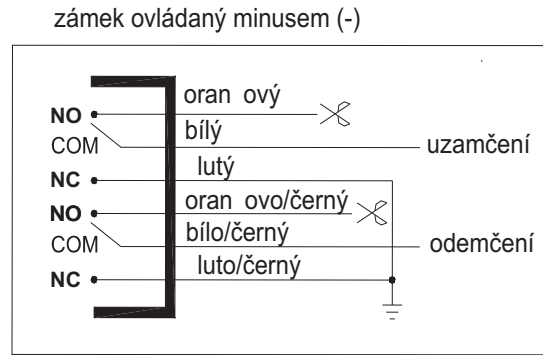 zámek ovládaný minusem (-)
oran ový
NO
bílý
COM
uzamčení
lutý
NC
oran ovo/černý
NO
bílo/černý
COM
odemčení
luto/černý
NC